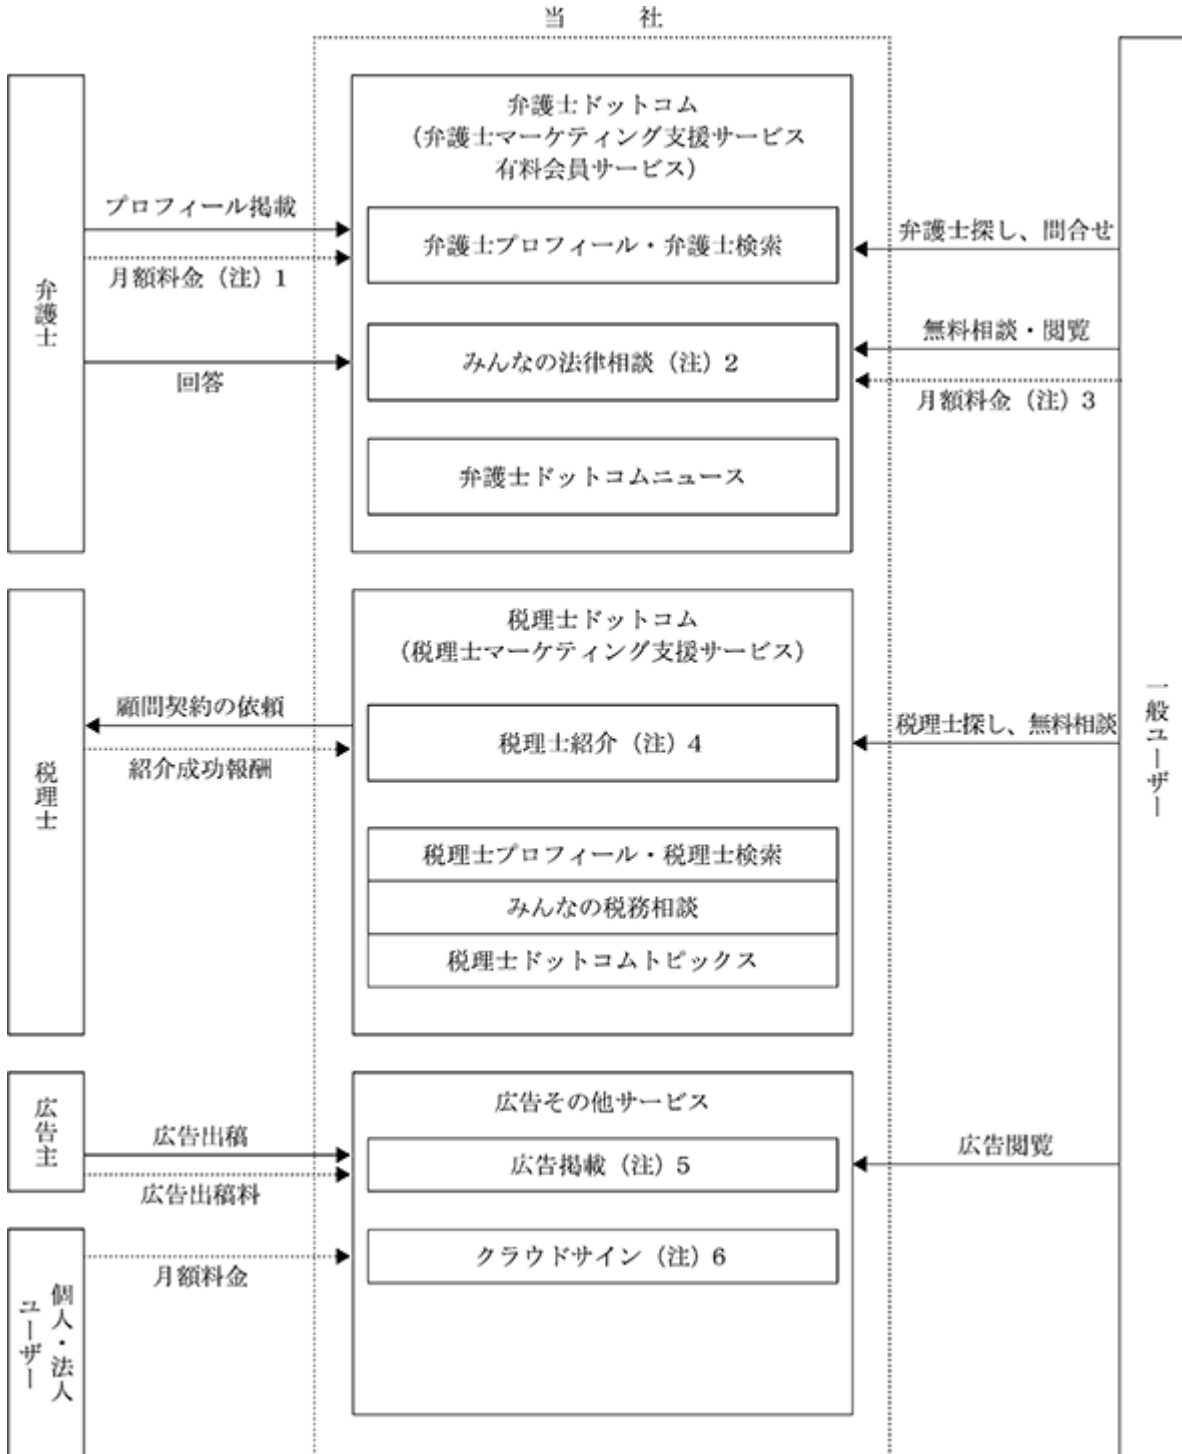 当　社
弁護士ドットコム
（弁護士マーケティング支援サービス
有料会員サービス）
プロフィール掲載
弁護士プロフィール・弁護士検索
弁護士探し、問合せ
月額料金（注）1
弁護士
無料相談・閲覧
みんなの法律相談（注）2
回答
月額料金（注）3
弁護士ドットコムニュース
税理士ドットコム
（税理士マーケティング支援サービス）
一般ユーザー
顧問契約の依頼
税理士紹介（注）4
税理士探し、無料相談
紹介成功報酬
税理士
税理士プロフィール・税理士検索
みんなの税務相談
税理士ドットコムトピックス
広告その他サービス
広告主
広告出稿
広告掲載（注）5
広告閲覧
広告出稿料
クラウドサイン（注）6
月額料金
個人・法人
ユーザー